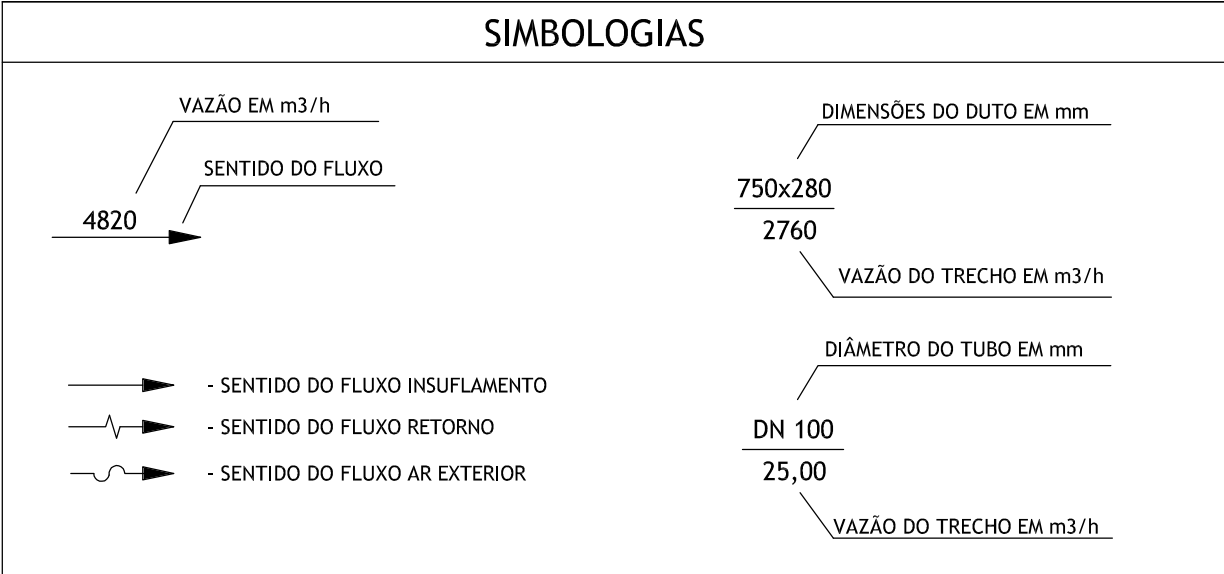 SIMBOLOGIAS
VAZÃO EM m3/h
SENTIDO DO FLUXO
4820
- SENTIDO DO FLUXO INSUFLAMENTO
- SENTIDO DO FLUXO RETORNO
- SENTIDO DO FLUXO AR EXTERIOR
DIMENSÕES DO DUTO EM mm
750x280
2760
VAZÃO DO TRECHO EM m3/h
DIÂMETRO DO TUBO EM mm
DN 100
25,00
VAZÃO DO TRECHO EM m3/h